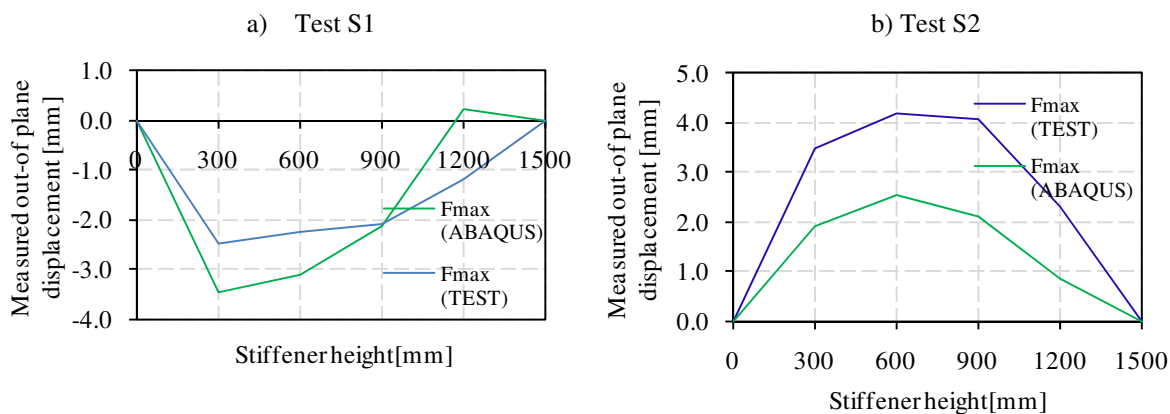 a) Test S1
Measured out-of plane
displacement [mm]
1.0
0.0
-1.0
-2.0
-3.0
-4.0
0
300
600
900
1200
1500
Fmax
(ABAQUS)
Fmax
(TEST)
Stiffener height[mm]
b) Test S2
Measured out-of plane
displacement [mm]
5.0
4.0
3.0
2.0
1.0
0.0
Fmax
(TEST)
Fmax
(ABAQUS)
0
300
600
900
1200
1500
Stiffener height[mm]